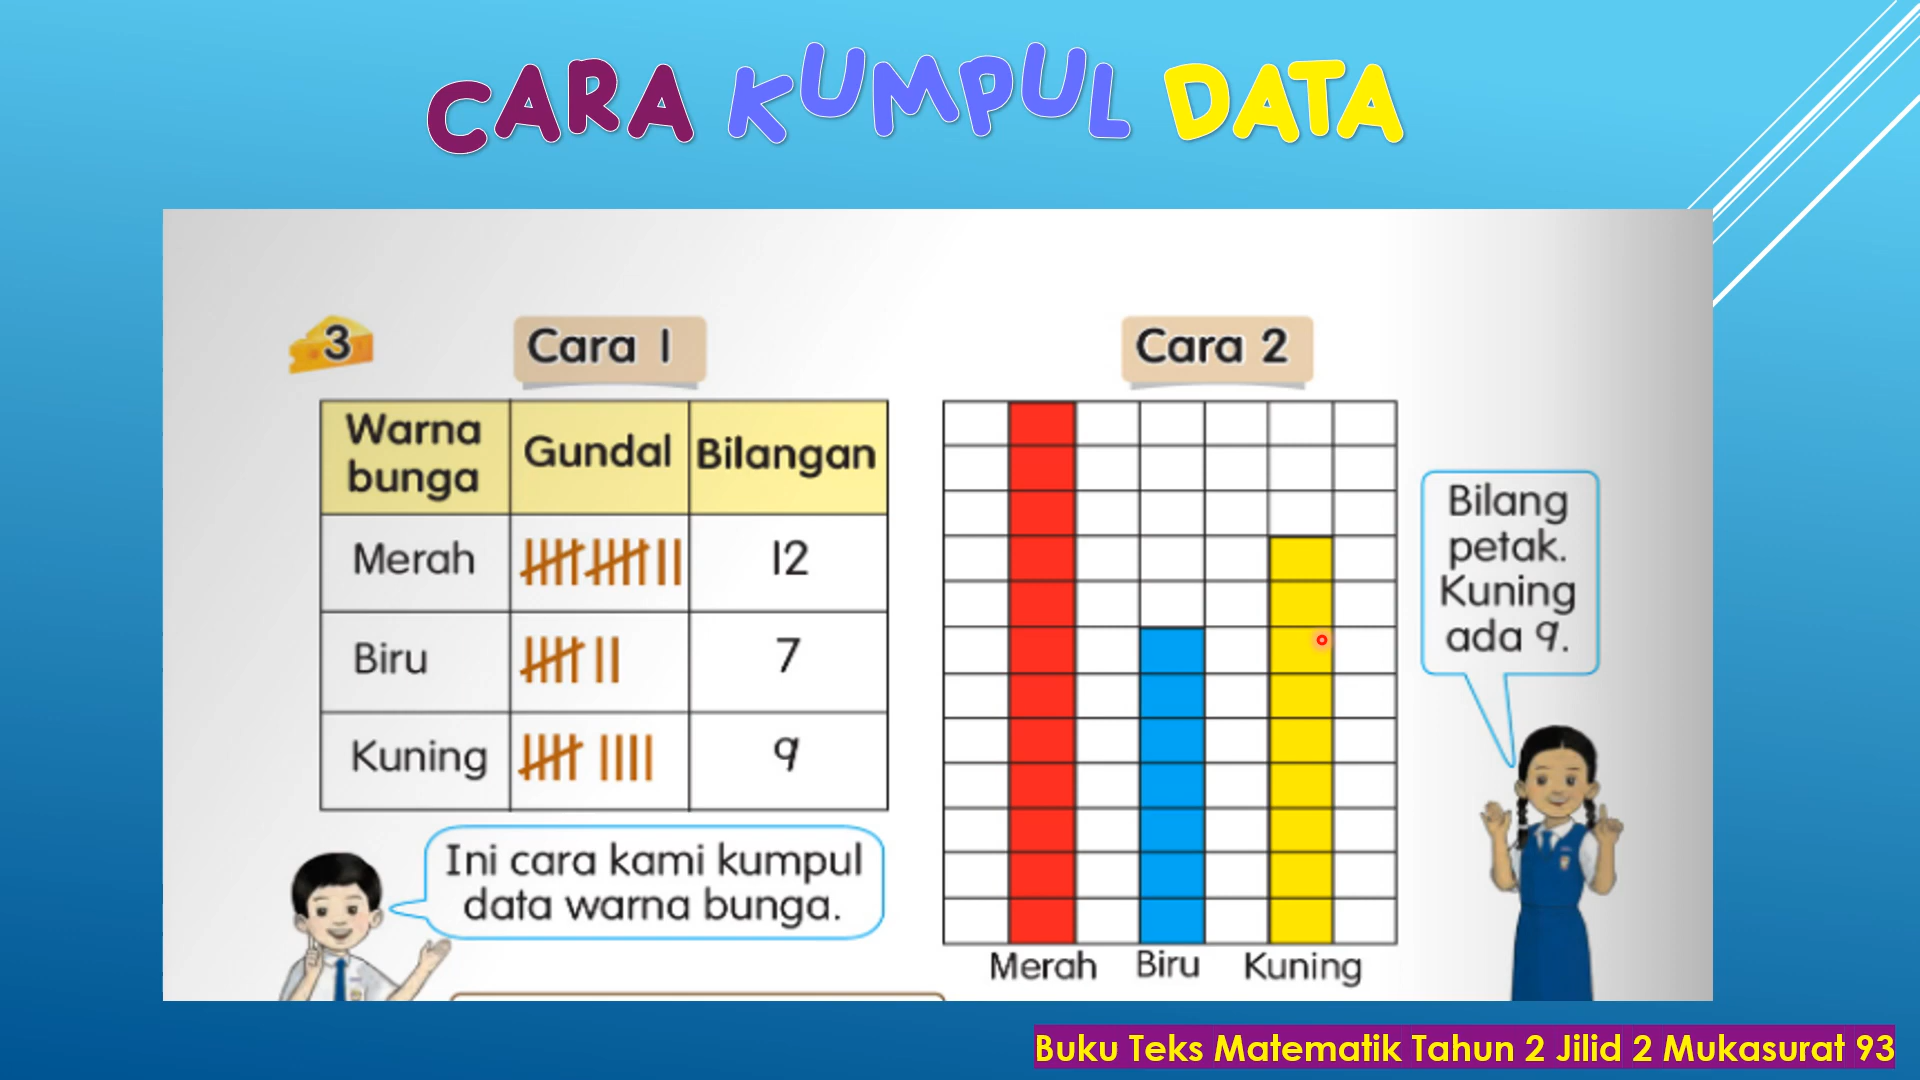 CARA KUMPUL DATA
3
Cara 1
Cara 2
Warna bunga
Gundal
Bilangan
Merah
12
Biru
7
Kuning
9
Bilang
petak.
Kuning
ada 9.
Ini cara kami kumpul
data warna bunga.
Merah
Biru
Kuning
Buku Teks Matematik Tahun 2 Jilid 2 Mukasurat 93